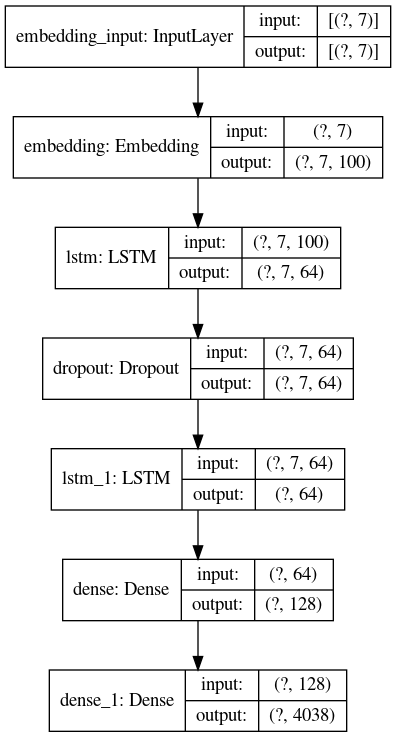 embedding_input: InputLayer
input: [(?, 7)]
output: [(?, 7)]
embedding: Embedding
input: (?, 7)
output: (?, 7, 100)
lstm: LSTM
input: (?, 7, 100)
output: (?, 7, 64)
dropout: Dropout
input: (?, 7, 64)
output: (?, 7, 64)
lstm_1: LSTM
input: (?, 7, 64)
output: (?, 64)
dense: Dense
input: (?, 64)
output: (?, 128)
dense_1: Dense
input: (?, 128)
output: (?, 4038)